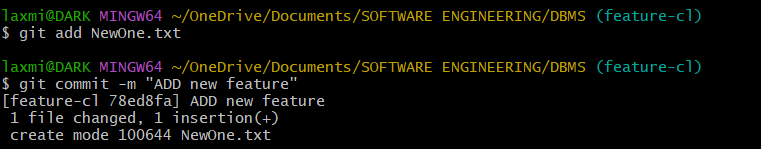 laxmi@DARK MINGW64 ~/OneDrive/Documents/SOFTWARE ENGINEERING/DBMS (feature-cl)
$ git add NewOne.txt
laxmi@DARK MINGW64 ~/OneDrive/Documents/SOFTWARE ENGINEERING/DBMS (feature-cl)
$ git commit -m "ADD new feature"
[feature-cl 78ed8fa] ADD new feature
1 file changed, 1 insertion(+)
create mode 100644 NewOne.txt